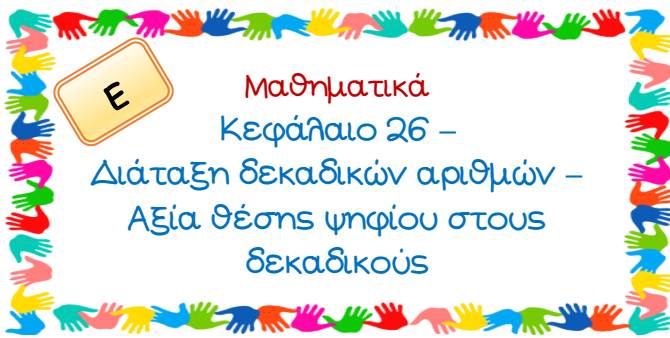 Ε
Μαθηματικά
Κεφάλαιο 26 –
Διάταξη δεκαδικών αριθμών –
Αξία θέσης ψηφίου στους
δεκαδικούς